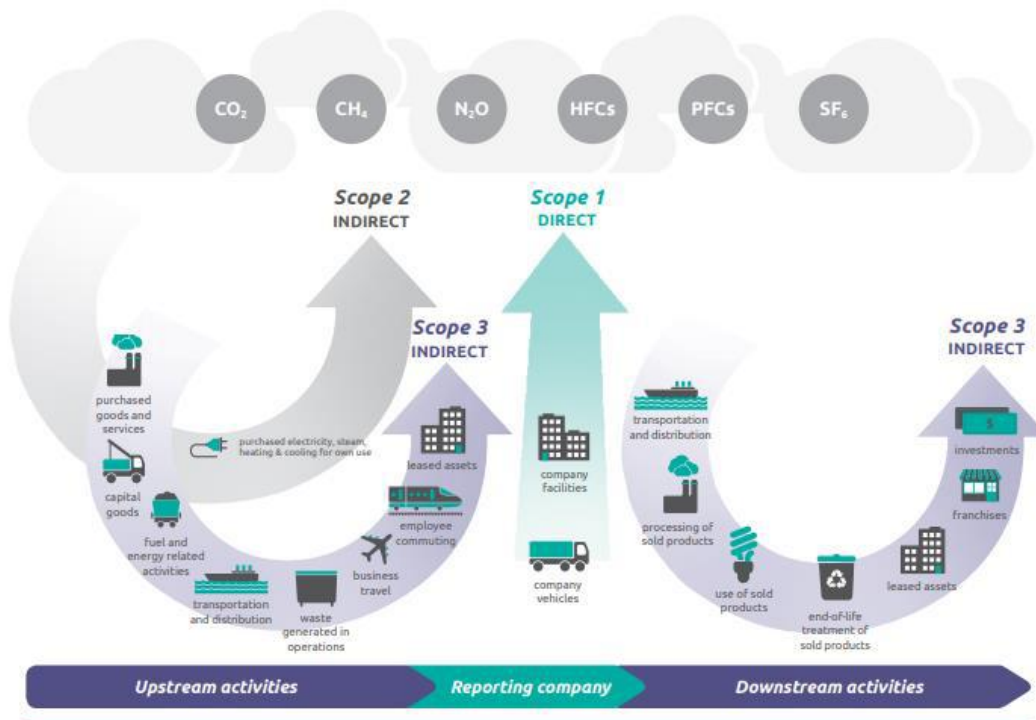 CO₂
CH₄
N₂O
HFCs
PFCs
SF₆
Scope 2
INDIRECT
Scope 1
DIRECT
Scope 3
INDIRECT
Scope 3
INDIRECT
purchased
goods and
services
capital
goods
fuel and
energy related
activities
purchased electricity, steam,
heating & cooling for own use
transportation
and distribution
waste
generated in
operations
business
travel
employee
commuting
leased assets
company
facilities
company
vehicles
transportation
and distribution
processing of
sold products
use of sold
products
end-of-life
treatment of
sold products
leased assets
franchises
$
investments
Upstream activities
Reporting company
Downstream activities